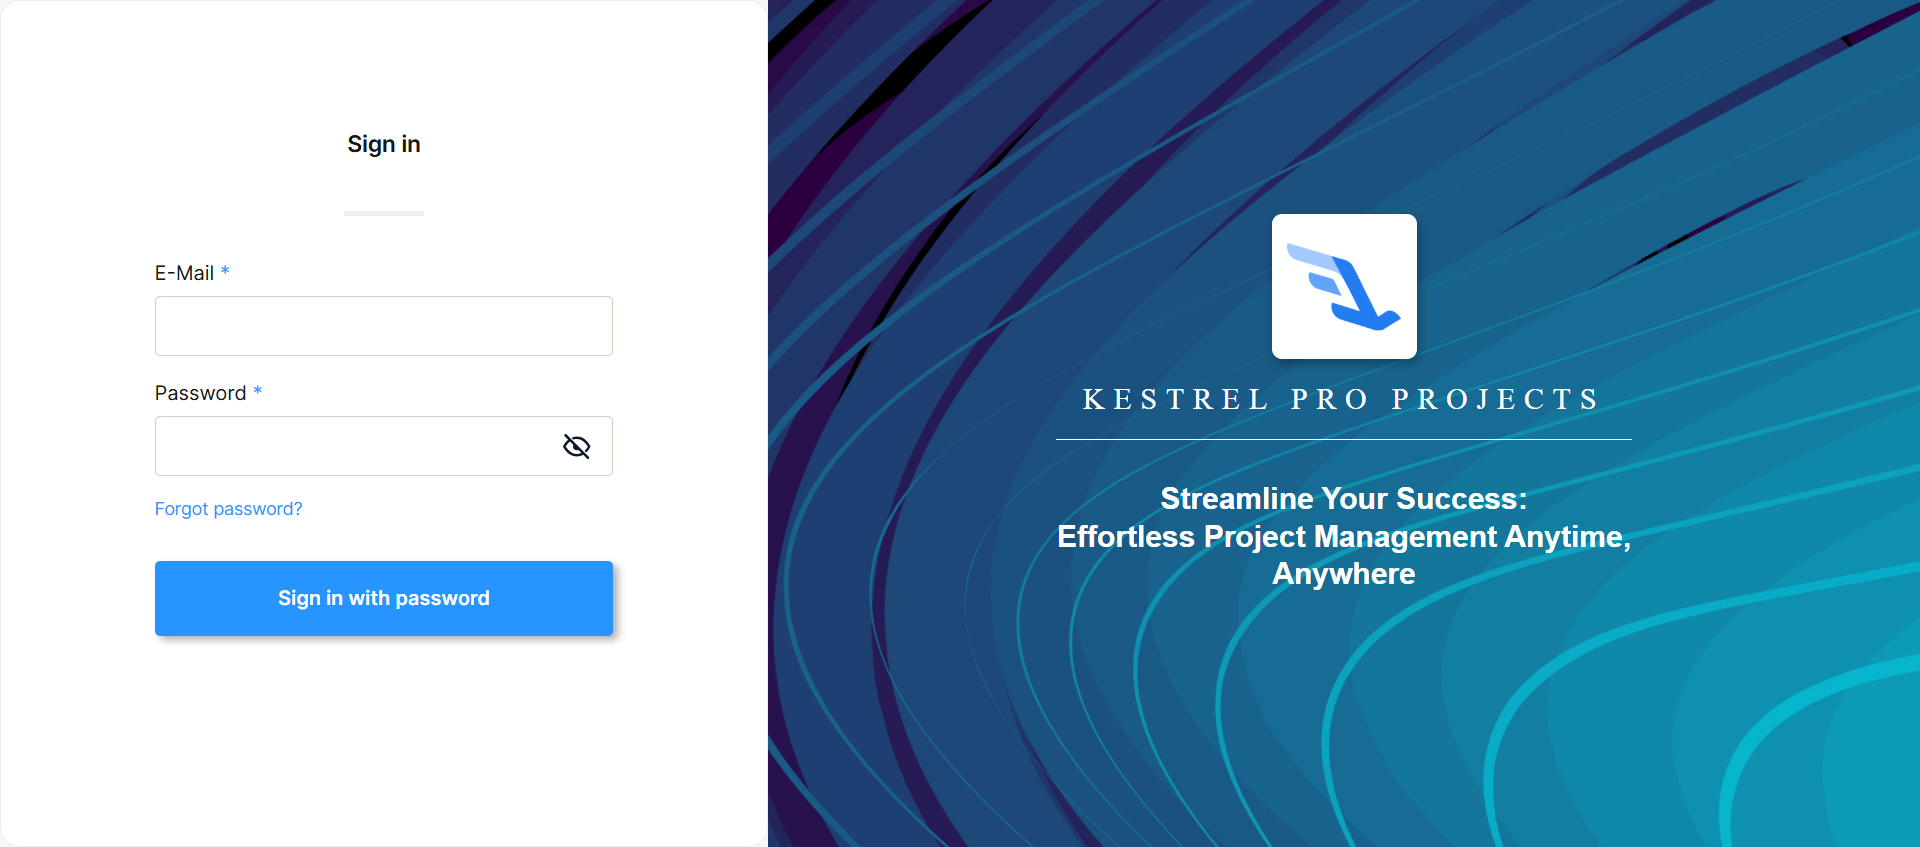 Sign in
E-Mail *
Password *
Forgot password?
Sign in with password
KESTREL PRO PROJECTS
Streamline Your Success:
Effortless Project Management Anytime,
Anywhere